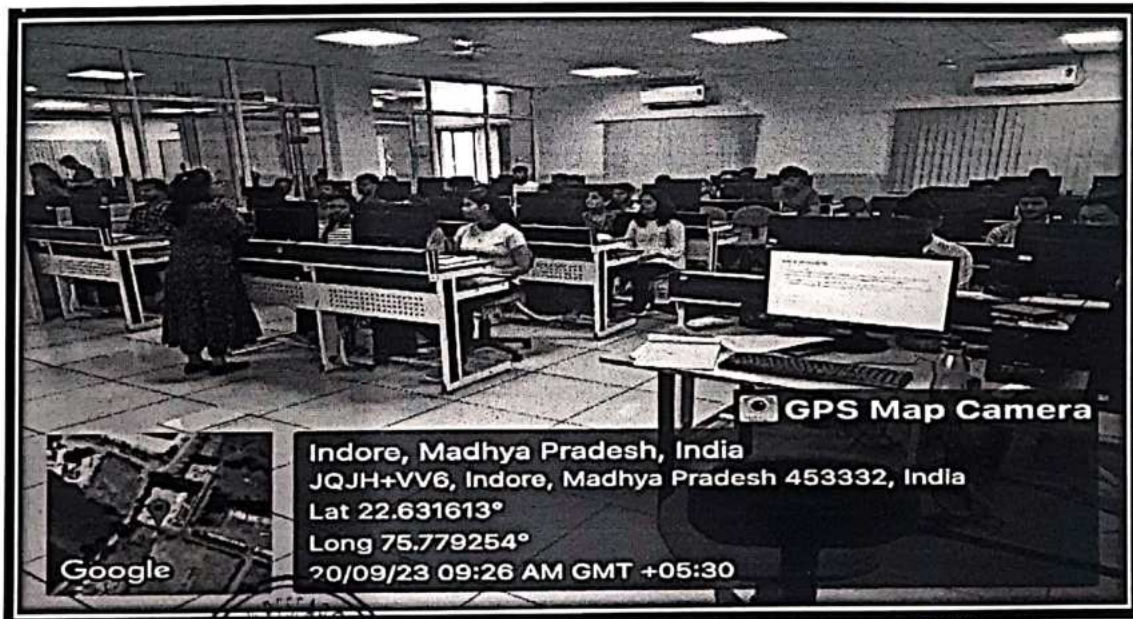 GPS Map Camera
Indore, Madhya Pradesh, India
JQJH+VV6, Indore, Madhya Pradesh 453332, India
Lat 22.631613°
Long 75.779254°
20/09/23 09:26 AM GMT +05:30
Google